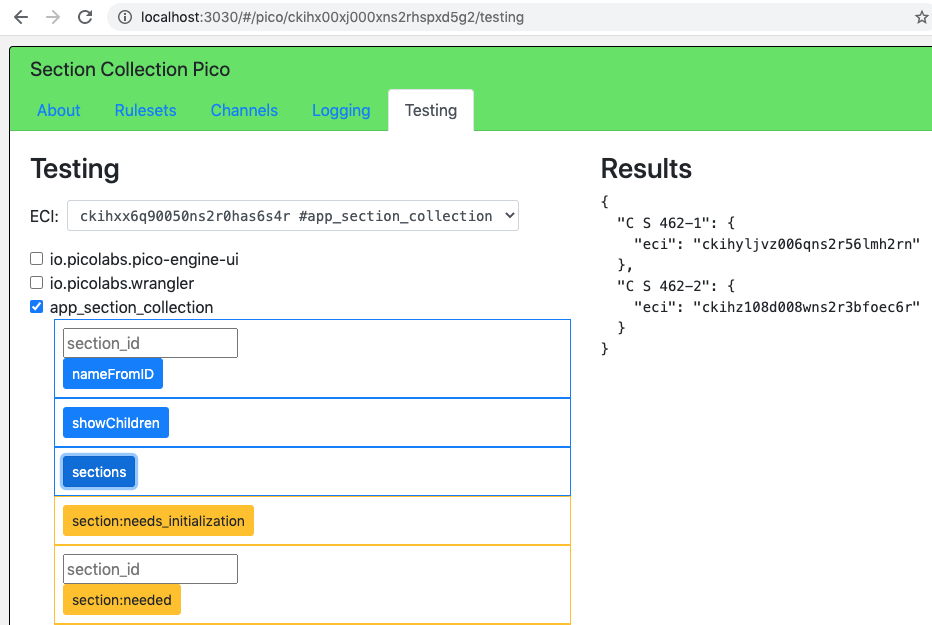 localhost:3030/#/pico/ckihx00xj000xns2rhspxd5g2/testing
Section Collection Pico
About Rulesets Channels Logging Testing
Testing
ECI: ckihxx6q90050ns2r0has6s4r #app_section_collection
io.picolabs.pico-engine-ui
io.picolabs.wrangler
app_section_collection
section_id
nameFromID
showChildren
sections
section:needs_initialization
section_id
section:needed
Results
{
"C S 462-1": {
"eci": "ckihyljvz006qns2r56lmh2rn"
},
"C S 462-2": {
"eci": "ckihz108d008wns2r3bfoec6r"
}
}